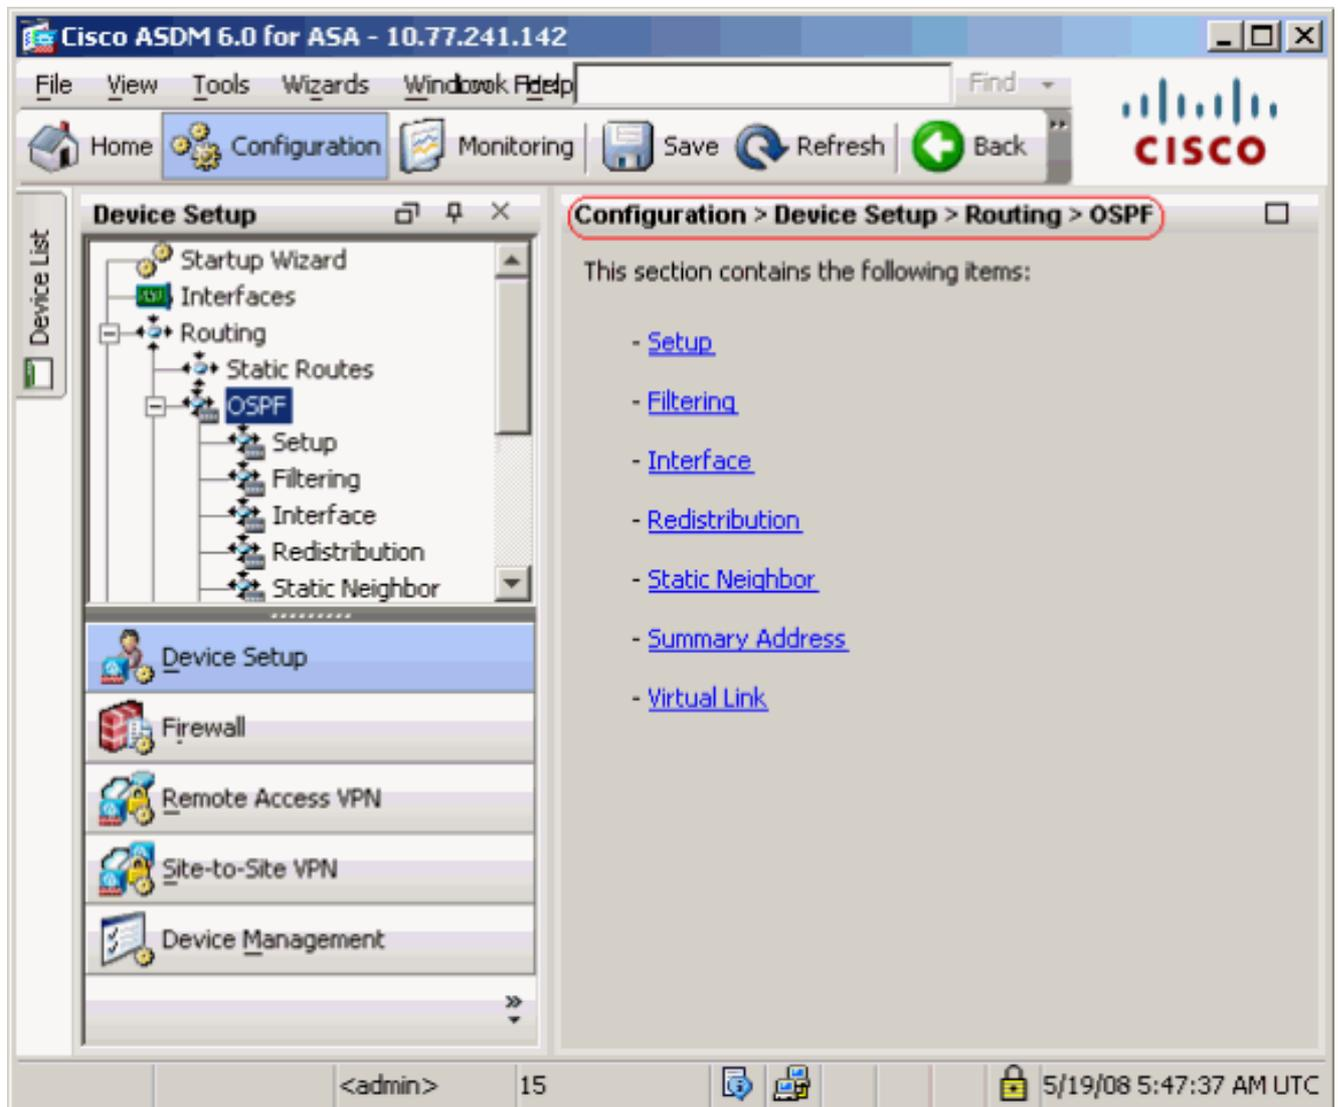 Cisco ASDM 6.0 for ASA - 10.77.241.142
File View Tools Wizards Window Help Find
Home Configuration Monitoring Save Refresh Back
CISCO
Device List
Device Setup
Startup Wizard
Interfaces
Routing
Static Routes
OSPF
Setup
Filtering
Interface
Redistribution
Static Neighbor
Device Setup
Firewall
Remote Access VPN
Site-to-Site VPN
Device Management
Configuration > Device Setup > Routing > OSPF
This section contains the following items:
- Setup
- Filtering
- Interface
- Redistribution
- Static Neighbor
- Summary Address
- Virtual Link
<admin> 15 5/19/08 5:47:37 AM UTC